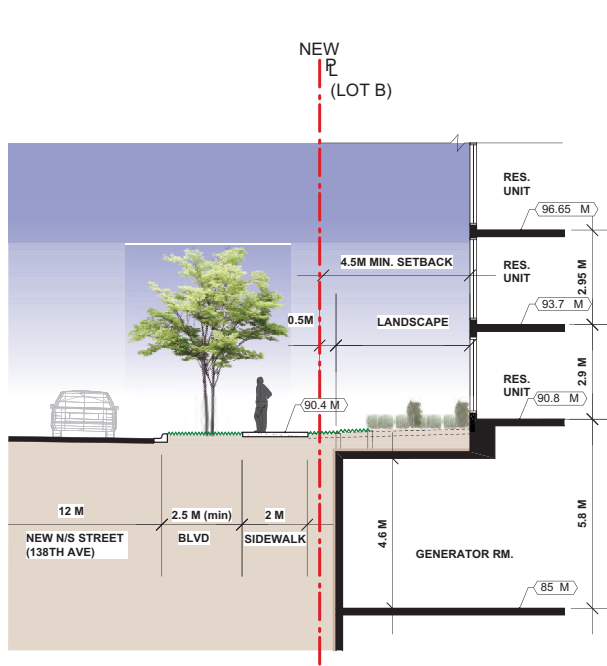 NEW
PL
(LOT B)
RES.
UNIT
96.65 M
4.5M MIN. SETBACK
RES.
UNIT
2.95 M
93.7 M
0.5M
LANDSCAPE
2.9 M
RES.
UNIT
90.8 M
90.4 M
12 M
2.5 M (min)
2 M
NEW N/S STREET
(138TH AVE)
BLVD
SIDEWALK
4.6 M
GENERATOR RM.
5.8 M
85 M